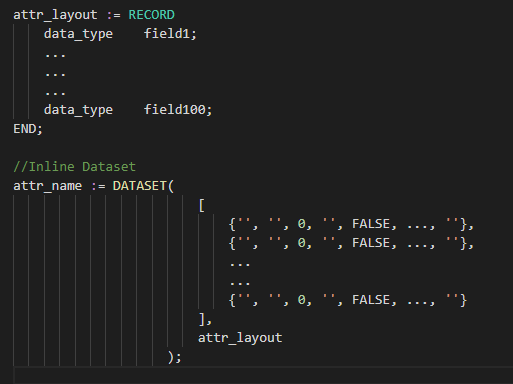 attr_layout := RECORD
data_type field1;
...
...
...
data_type field100;
END;
//Inline Dataset
attr_name := DATASET(
[
{'', '', 0, '', FALSE, ..., ''},
{'', '', 0, '', FALSE, ..., ''},
...
...
{'', '', 0, '', FALSE, ..., ''}
],
attr_layout
);